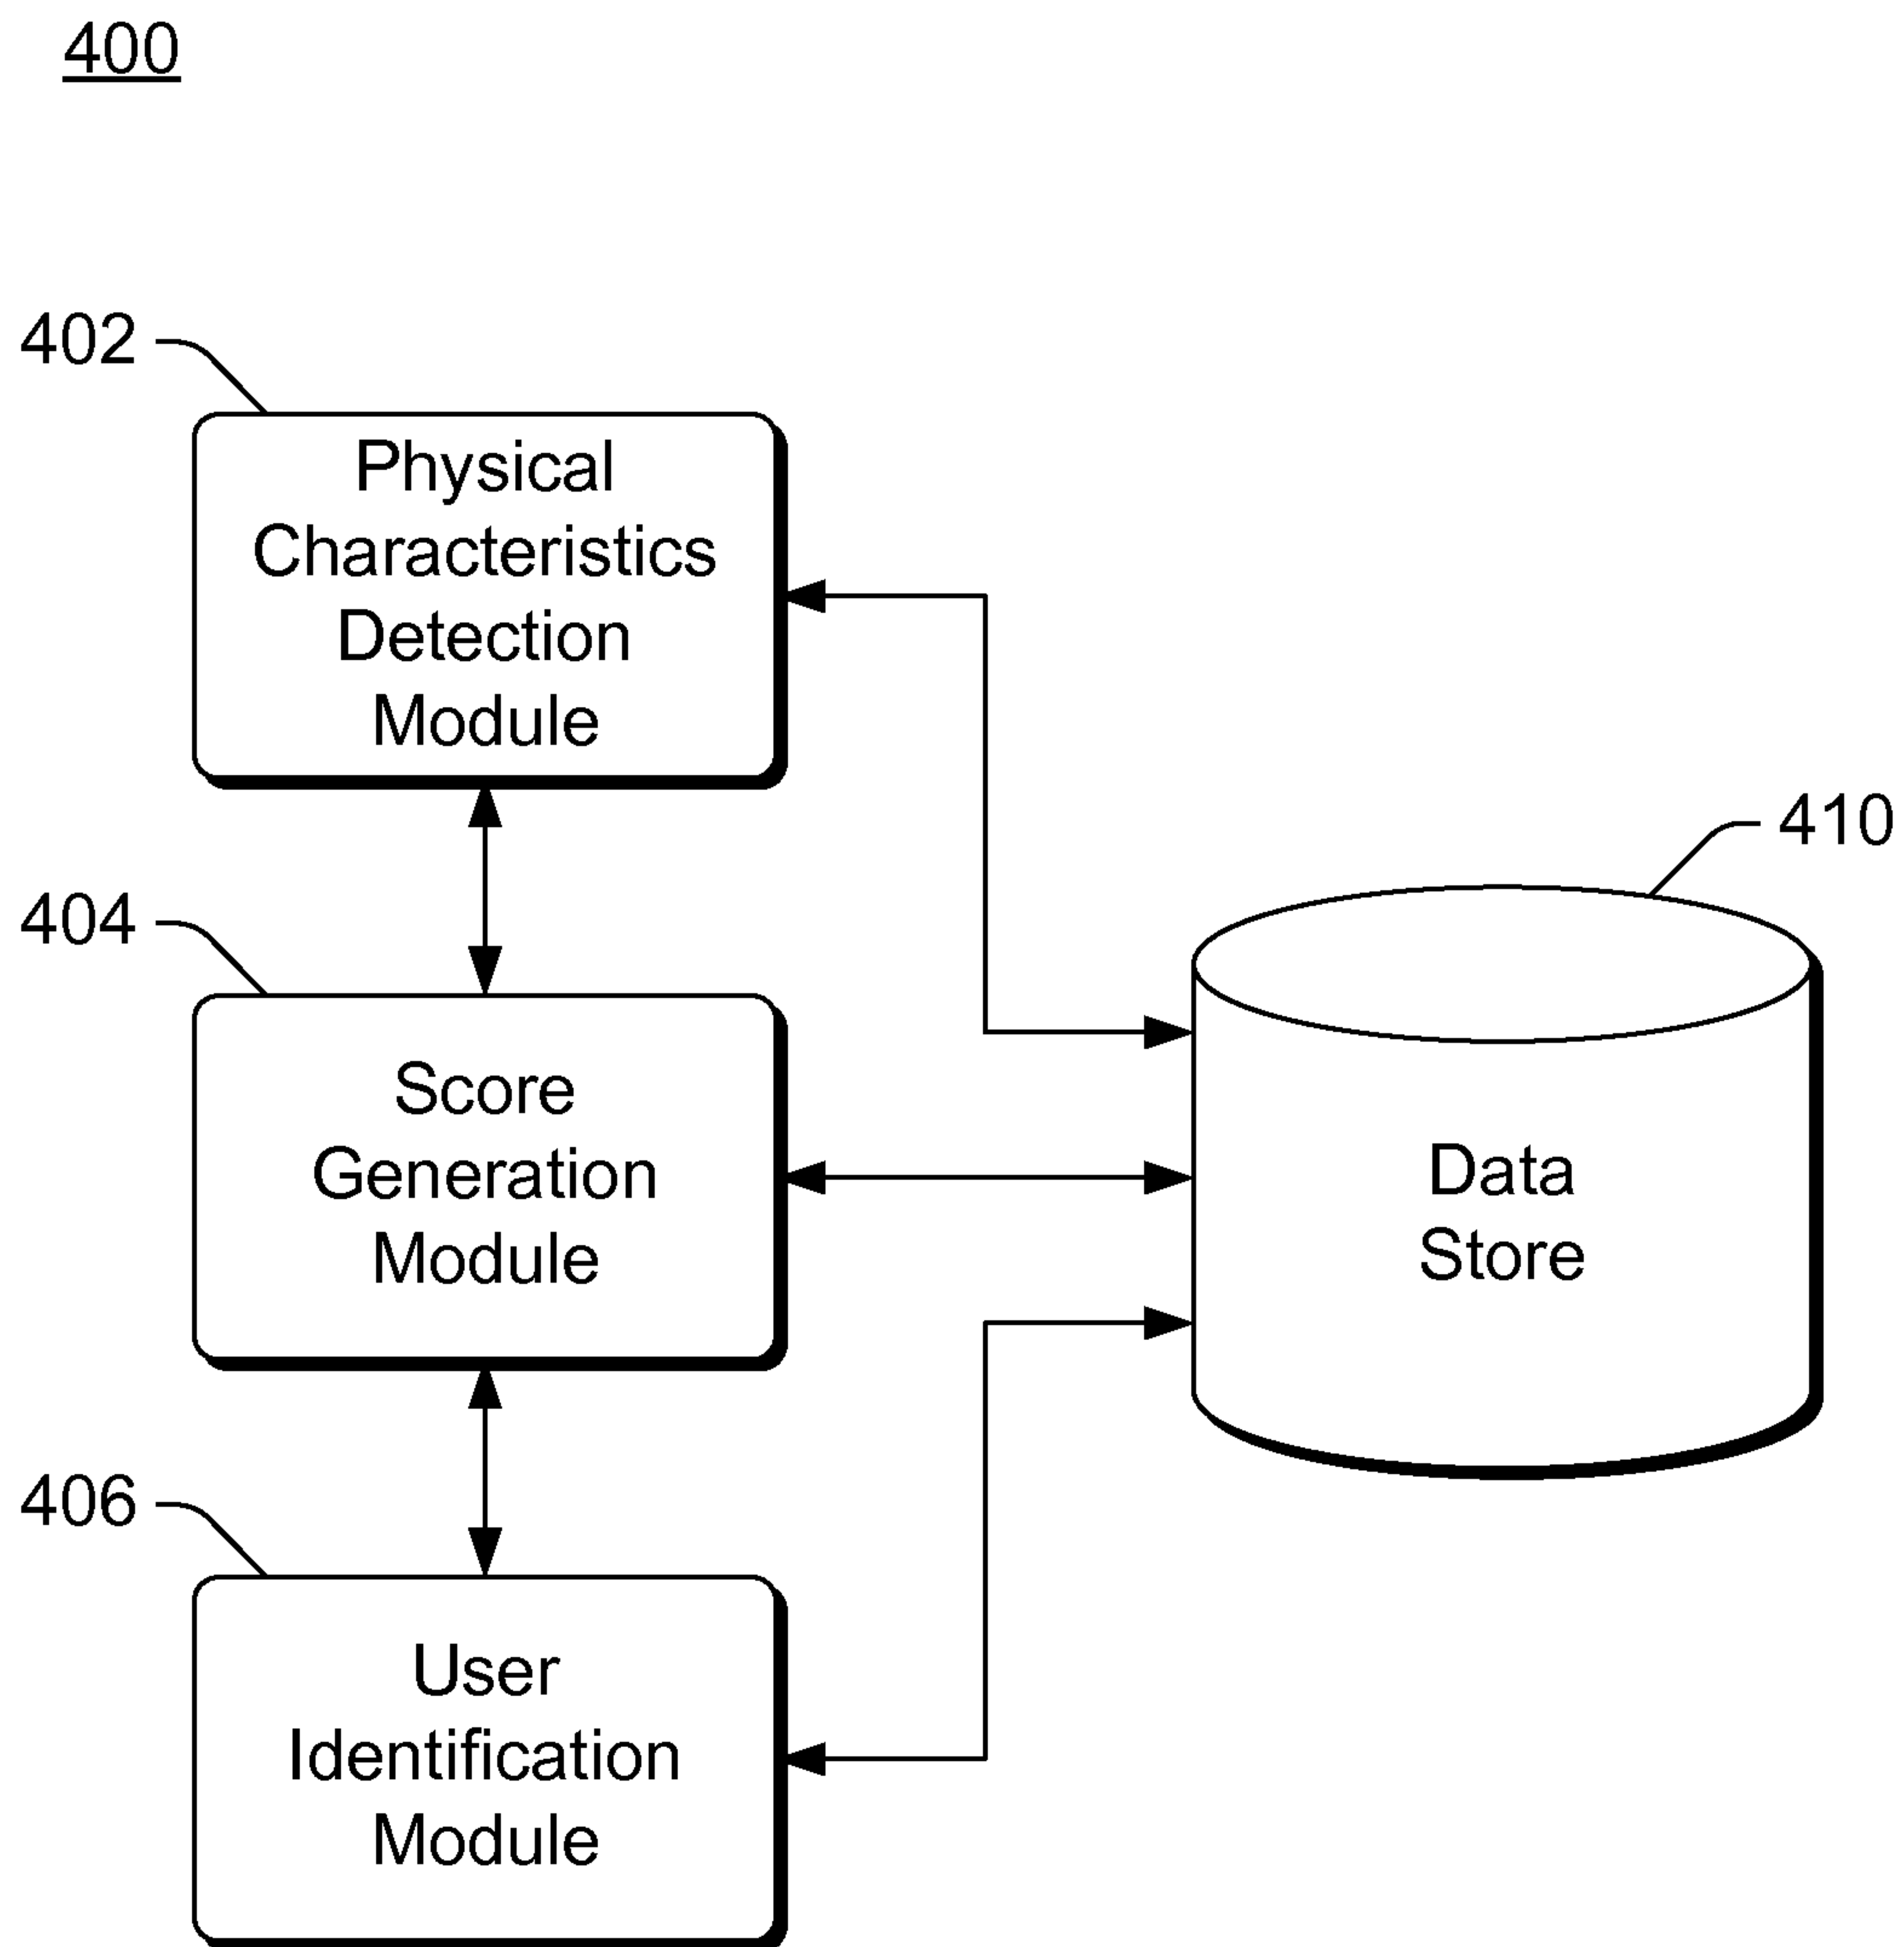 400
402
Physical
Characteristics
Detection
Module
410
404
Score
Generation
Module
Data
Store
406
User
Identification
Module